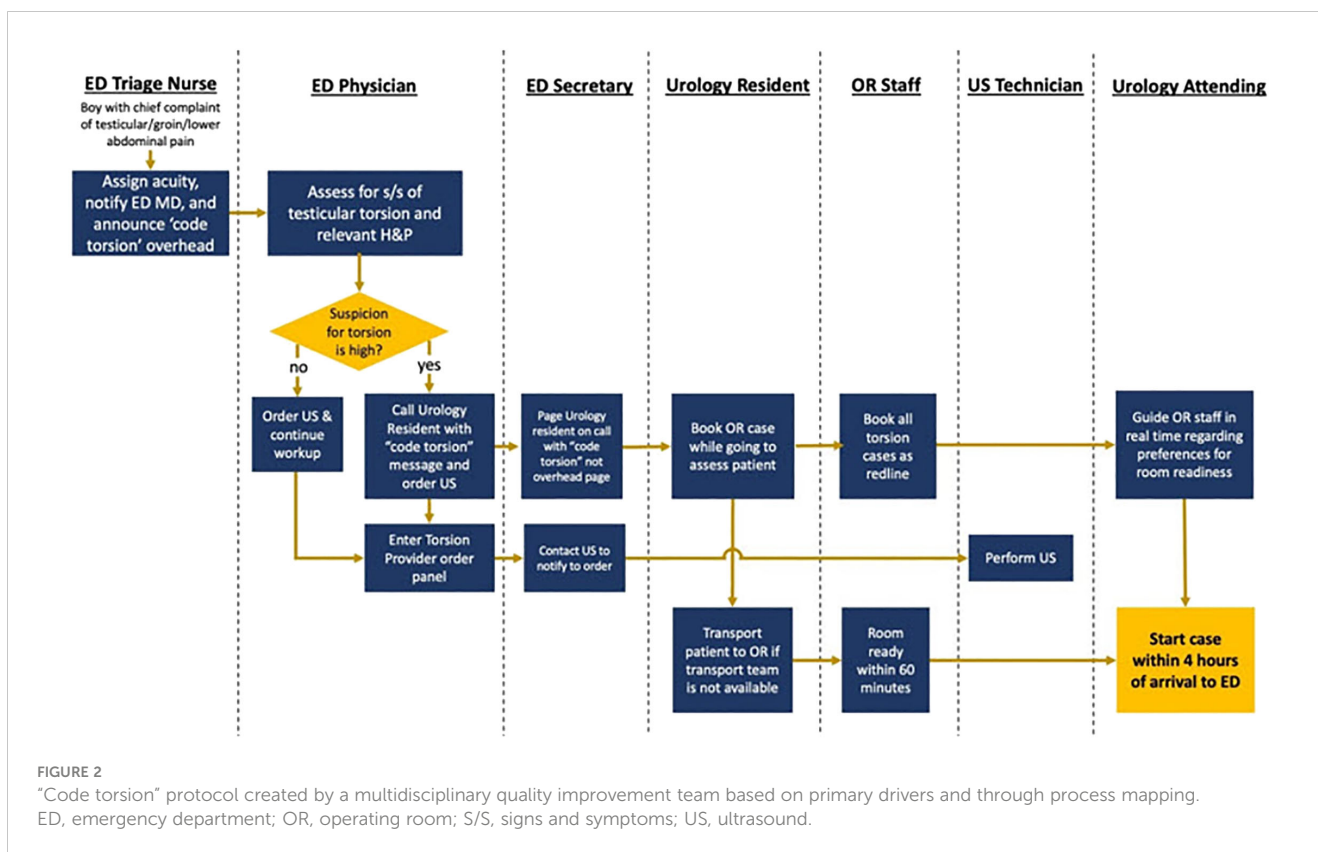 ED Triage Nurse
Boy with chief complaint
of testicular/groin/lower
abdominal pain
Assign acuity,
notify ED MD, and
announce 'code
torsion' overhead
ED Physician
Assess for s/s of
testicular torsion and
relevant H&P
Suspicion
for torsion
is high?
no
yes
Order US &
continue
workup
Call Urology
Resident with
"code torsion"
message and
order US
Enter Torsion
Provider order
panel
ED Secretary
Page Urology
resident on call
with "code
torsion" not
overhead page
Contact US to
notify to order
Urology Resident
Book OR case
while going to
assess patient
Transport
patient to OR if
transport team
is not available
OR Staff
Book all
torsion
cases as
redline
Room
ready
within 60
minutes
US Technician
Perform US
Urology Attending
Guide OR staff in
real time regarding
preferences for
room readiness
Start case
within 4 hours
of arrival to ED
FIGURE 2
"Code torsion" protocol created by a multidisciplinary quality improvement team based on primary drivers and through process mapping.
ED, emergency department; OR, operating room; S/S, signs and symptoms; US, ultrasound.